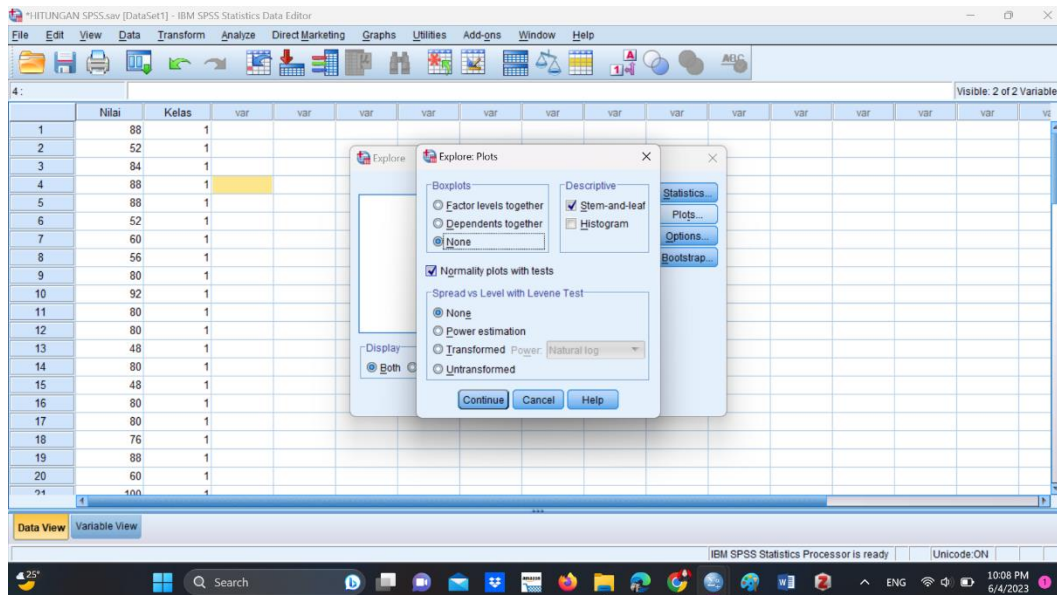 *HITUNGAN SPSS.sav [DataSet1] - IBM SPSS Statistics Data Editor
File Edit View Data Transform Analyze Direct Marketing Graphs Utilities Add-ons Window Help
4 :
Visible: 2 of 2 Variable
Nilai Kelas var var var var var var var var var var var va
1 88 1
2 52 1
3 84 1
4 88 1
5 88 1
6 52 1
7 60 1
8 56 1
9 80 1
10 92 1
11 80 1
12 80 1
13 48 1
14 80 1
15 48 1
16 80 1
17 80 1
18 76 1
19 88 1
20 60 1
21 100 1
Explore
Display
Both
Statistics...
Plots...
Options...
Bootstrap...
Explore: Plots
Boxplots
Factor levels together
Dependents together
None
Descriptive
Stem-and-leaf
Histogram
Normality plots with tests
Spread vs Level with Levene Test
None
Power estimation
Transformed Power: Natural log
Untransformed
Continue Cancel Help
Data View Variable View
IBM SPSS Statistics Processor is ready Unicode:ON
25°
Search
ENG
10:08 PM
6/4/2023
1